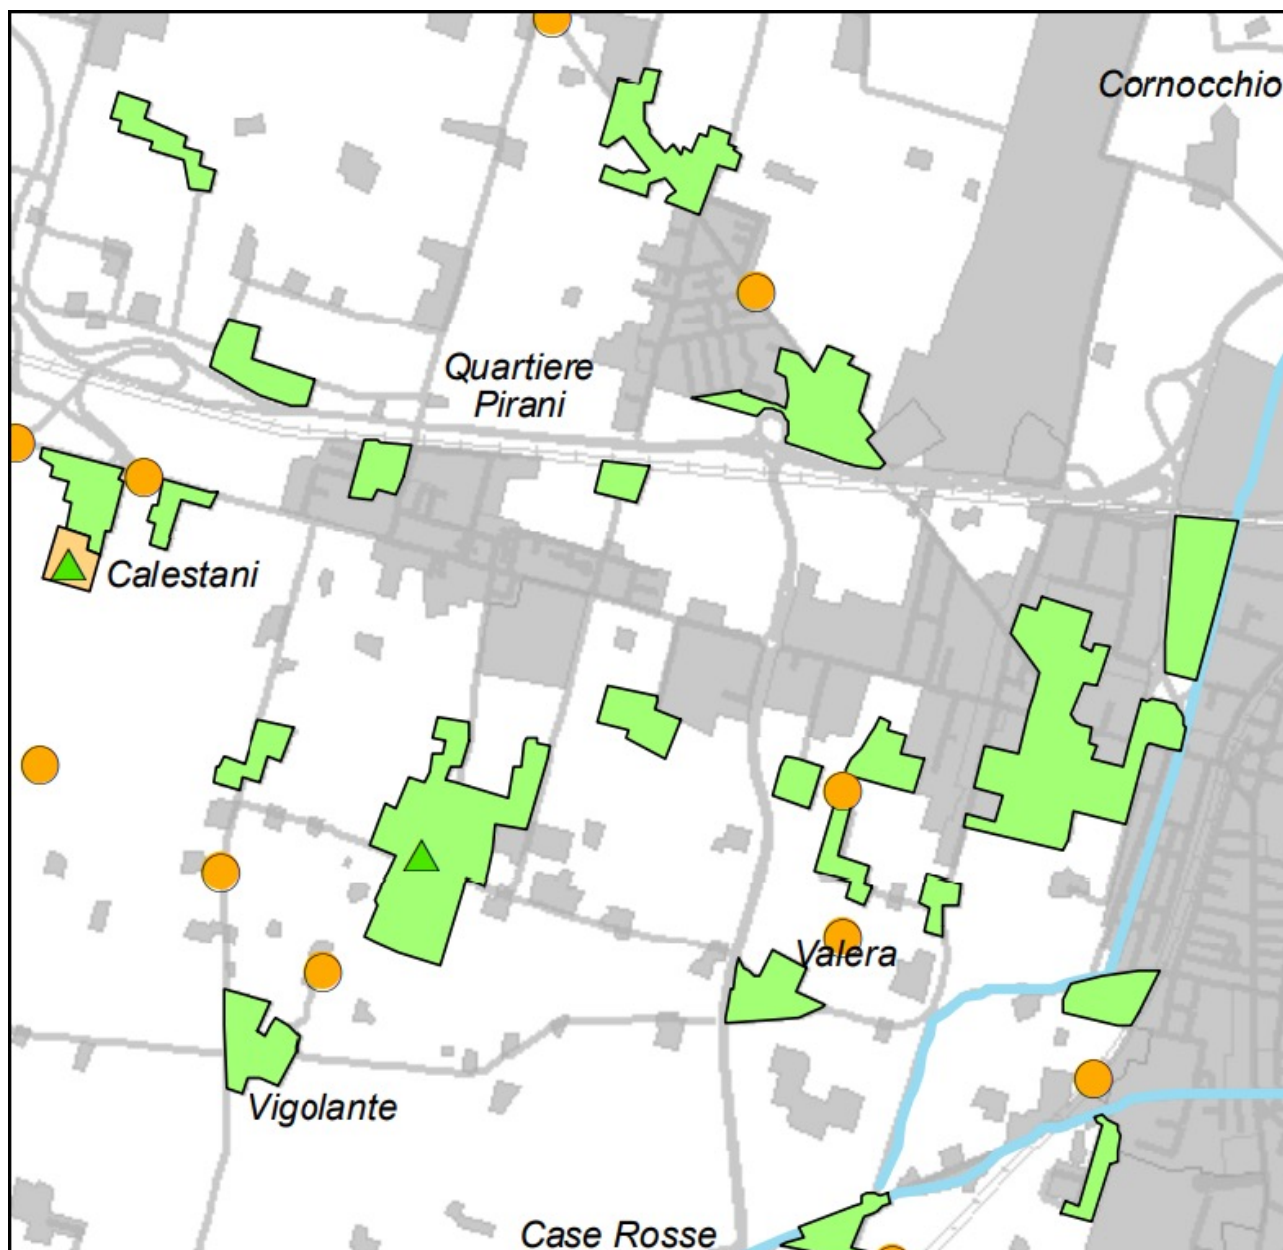 Cornocchio
Quartiere
Pirani
Calestani
Valera
Vigolante
Case Rosse